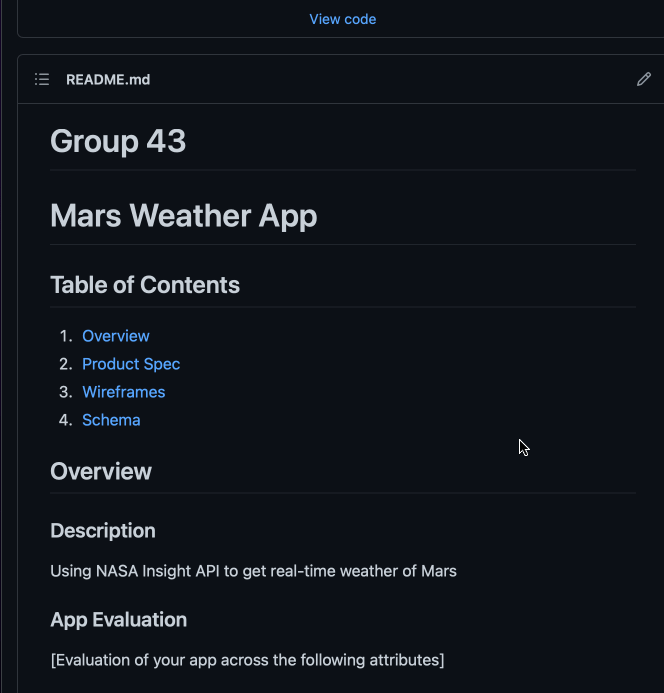 View code
README.md
Group 43
Mars Weather App
Table of Contents
1. Overview
2. Product Spec
3. Wireframes
4. Schema
Overview
Description
Using NASA Insight API to get real-time weather of Mars
App Evaluation
[Evaluation of your app across the following attributes]